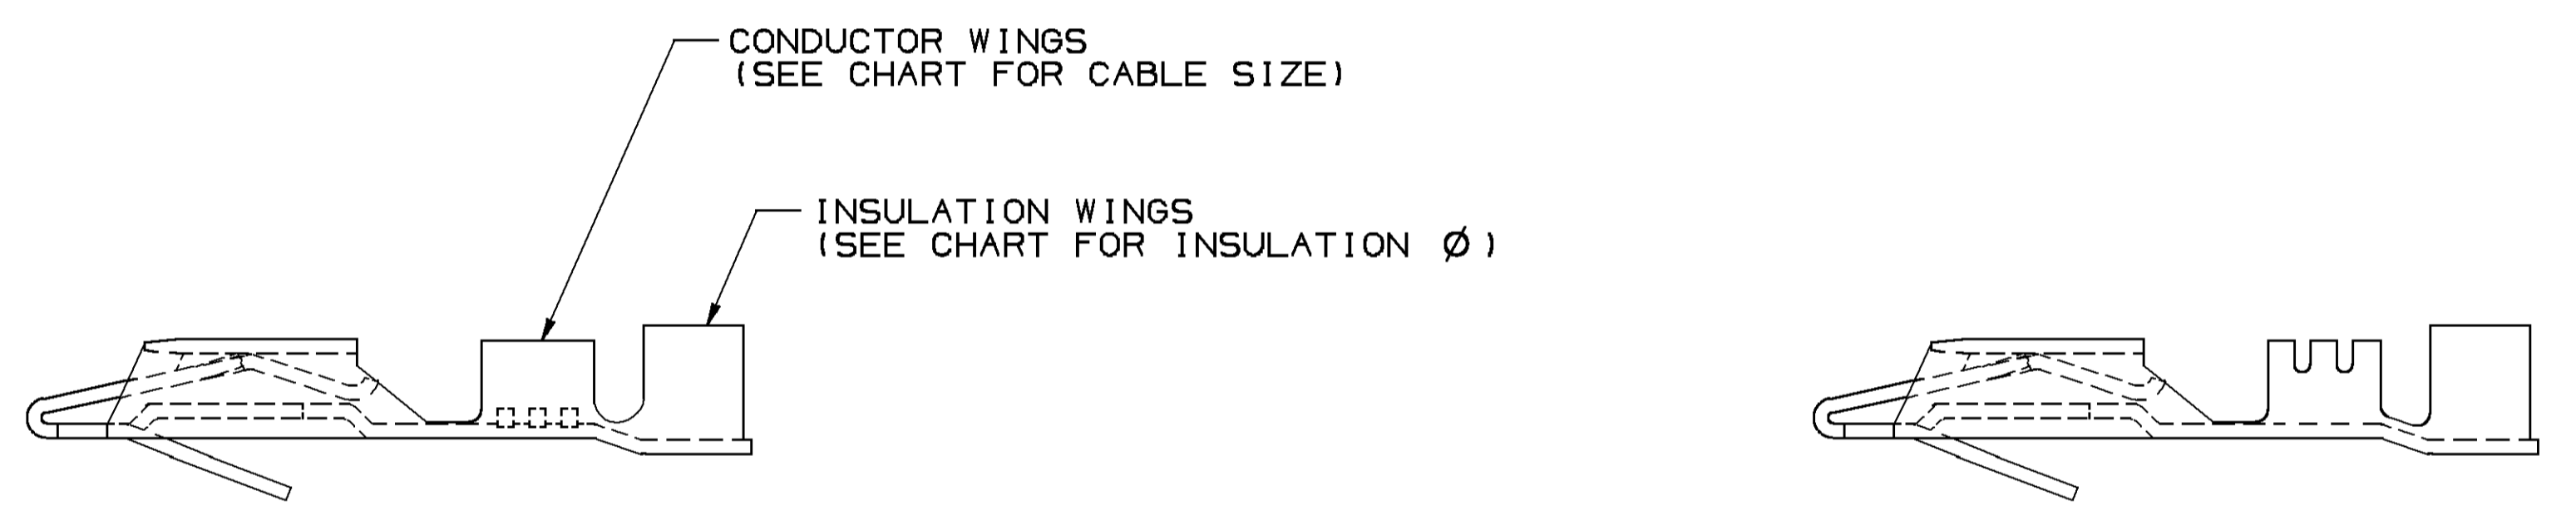 CONDUCTOR WINGS
(SEE CHART FOR CABLE SIZE)
INSULATION WINGS
(SEE CHART FOR INSULATION Ø)